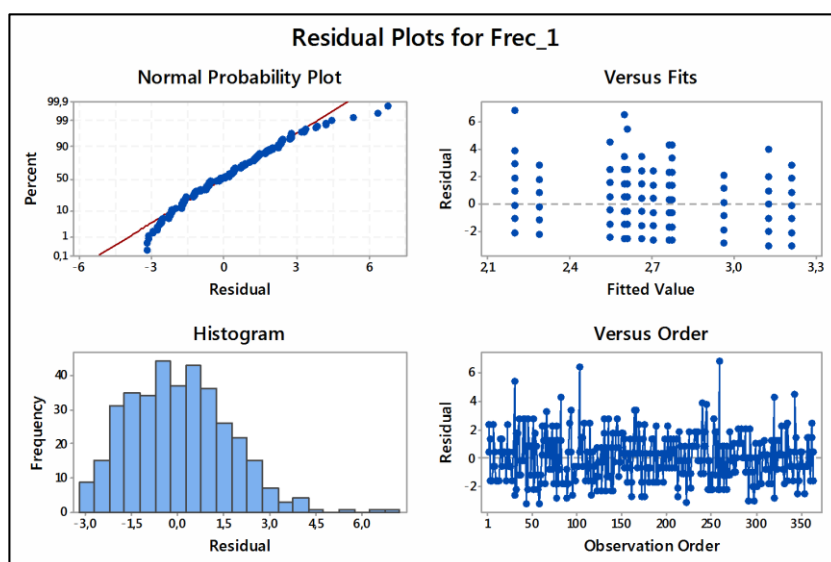 Residual Plots for Frec_1
Normal Probability Plot
99,9
99
90
50
10
1
0,1
Percent
-6 -3 0 3 6
Residual
Versus Fits
6
4
2
0
-2
Residual
2,1 2,4 2,7 3,0 3,3
Fitted Value
Histogram
40
30
20
10
0
Frequency
-3,0 -1,5 0,0 1,5 3,0 4,5 6,0
Residual
Versus Order
6
4
2
0
-2
Residual
1 50 100 150 200 250 300 350
Observation Order